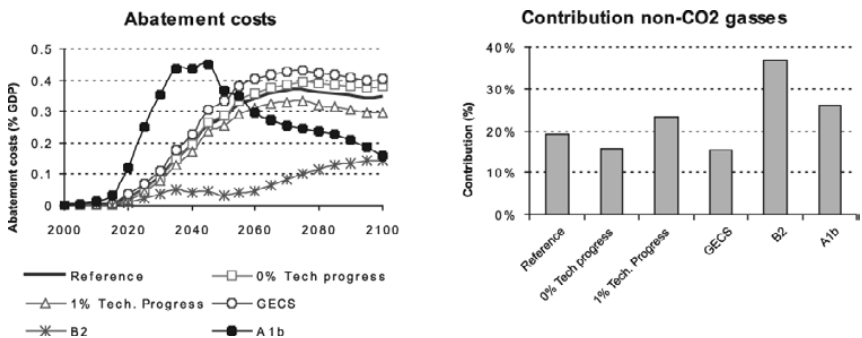 Abatement costs
Abatement costs (% GDP)
0.5
0.4
0.3
0.2
0.1
0
2000 2020 2040 2060 2080 2100
Reference
0% Tech progress
1% Tech. Progress
GECS
B2
A1b
Contribution non-CO2 gasses
Contribution (%)
40%
30%
20%
10%
0%
Reference
0% Tech progress
1% Tech. Progress
GECS
B2
A1b